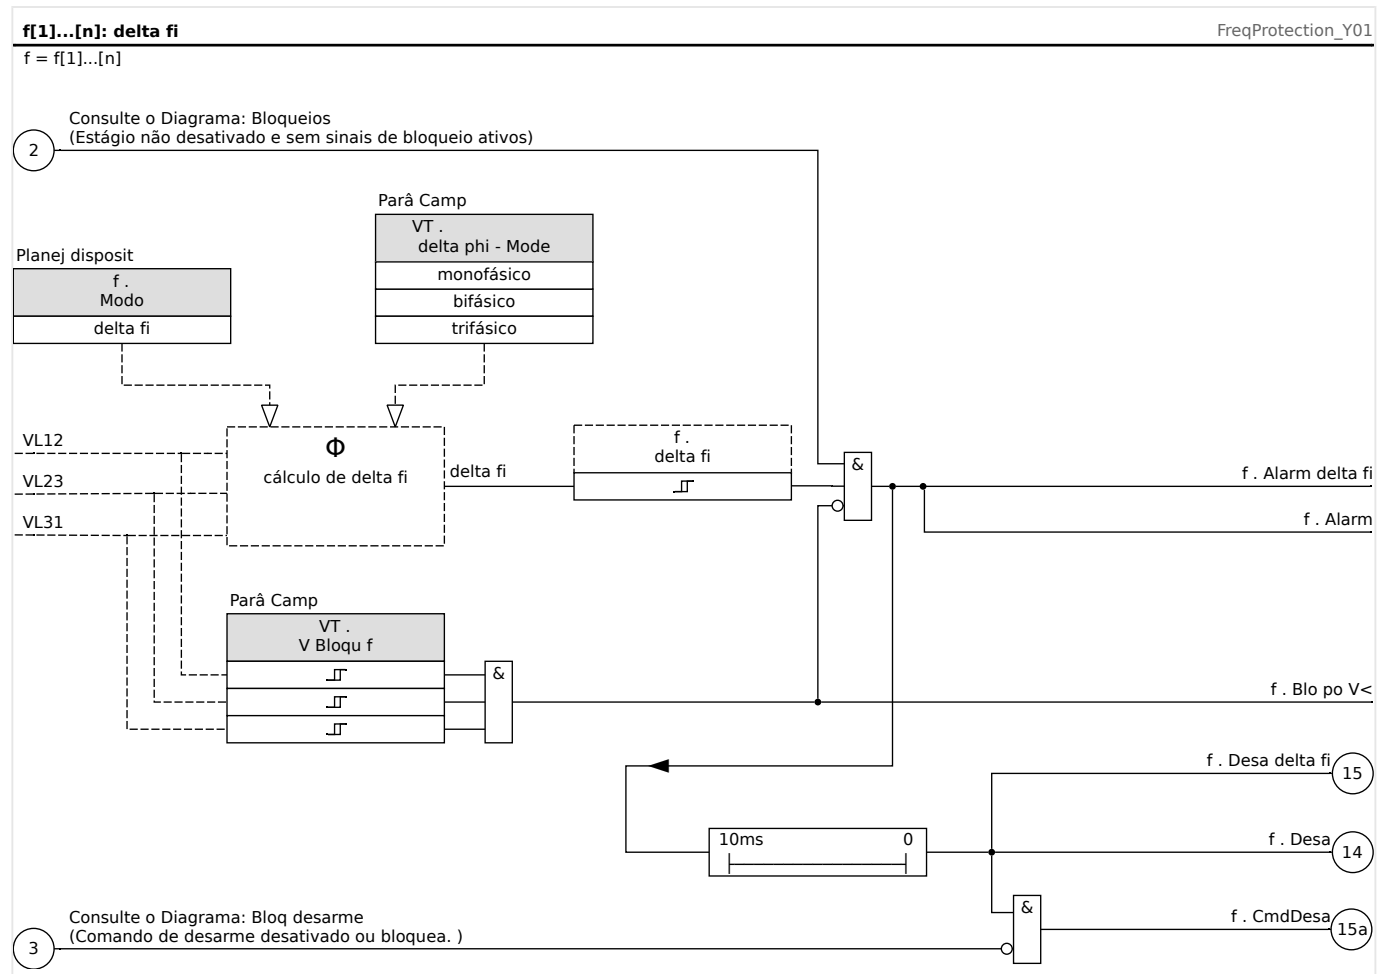 f[1]...[n]: delta fi
FreqProtection_Y01
f = f[1]...[n]
Consulte o Diagrama: Bloqueios
(Estágio não desativado e sem sinais de bloqueio ativos)
2
Parâ Camp
VT .
delta phi - Mode
monofásico
bifásico
trifásico
Planej disposit
f .
Modo
delta fi
VL12
VL23
VL31
Φ
cálculo de delta fi
delta fi
f .
delta fi
&
f . Alarm delta fi
f . Alarm
Parâ Camp
VT .
V Bloqu f
&
f . Blo po V<
f . Desa delta fi
15
10ms 0
f . Desa
14
Consulte o Diagrama: Bloq desarme
(Comando de desarme desativado ou bloquea. )
3
&
f . CmdDesa
15a